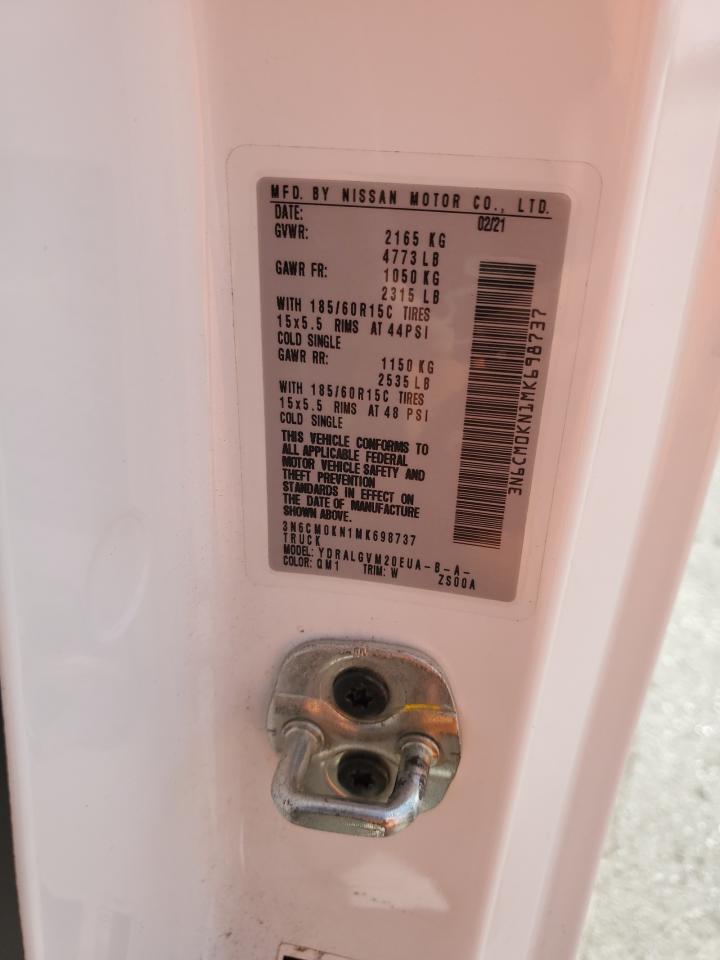 MFD. BY NISSAN MOTOR CO., LTD.
DATE: 02/21
GVWR: 2165 KG
4773 LB
GAWR FR: 1050 KG
2315 LB
WITH 185/60R15C TIRES
15x5.5 RIMS AT 44 PSI
COLD SINGLE
GAWR RR: 1150 KG
2535 LB
WITH 185/60R15C TIRES
15x5.5 RIMS AT 48 PSI
COLD SINGLE
THIS VEHICLE CONFORMS TO
ALL APPLICABLE FEDERAL
MOTOR VEHICLE SAFETY AND
THEFT PREVENTION
STANDARDS IN EFFECT ON
THE DATE OF MANUFACTURE
SHOWN ABOVE.
3N6CM0KN1MK698737
TRUCK
MODEL: YDRALGVM20EUA-B-A-
ZS00A
COLOR: QM1 TRIM: W
3N6CM0KN1MK698737